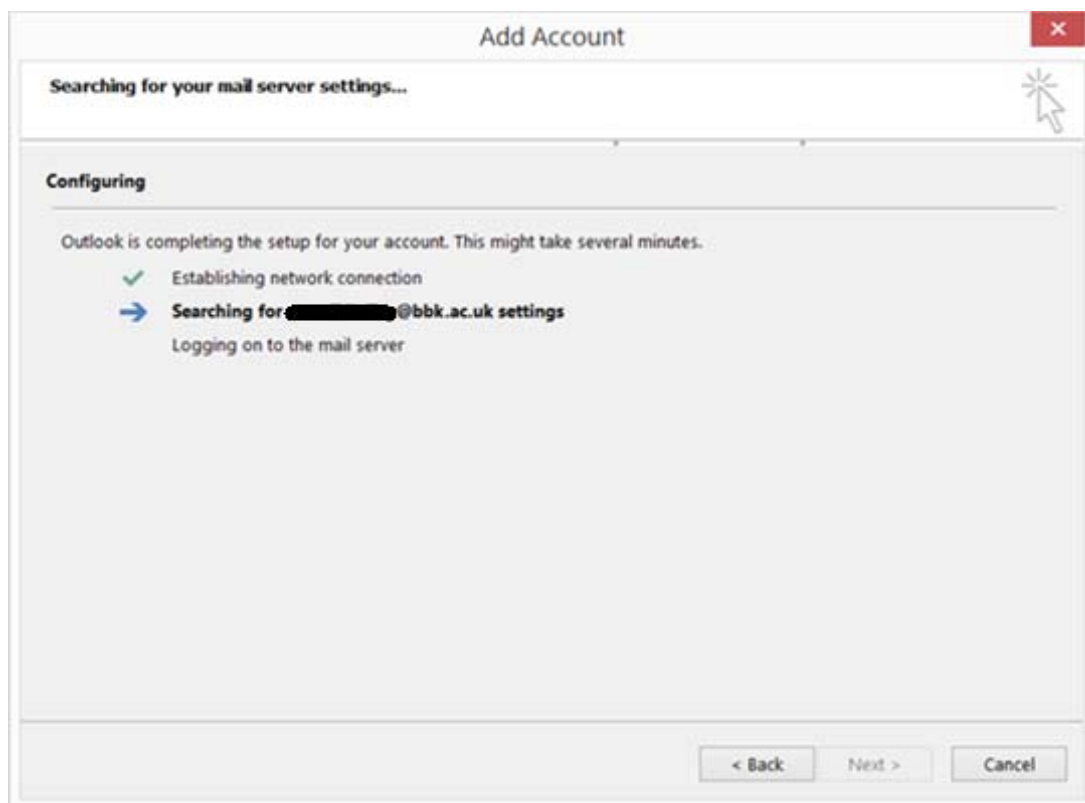 Add Account
Searching for your mail server settings...
Configuring
Outlook is completing the setup for your account. This might take several minutes.
Establishing network connection
Searching for @bbk.ac.uk settings
Logging on to the mail server
< Back Next > Cancel